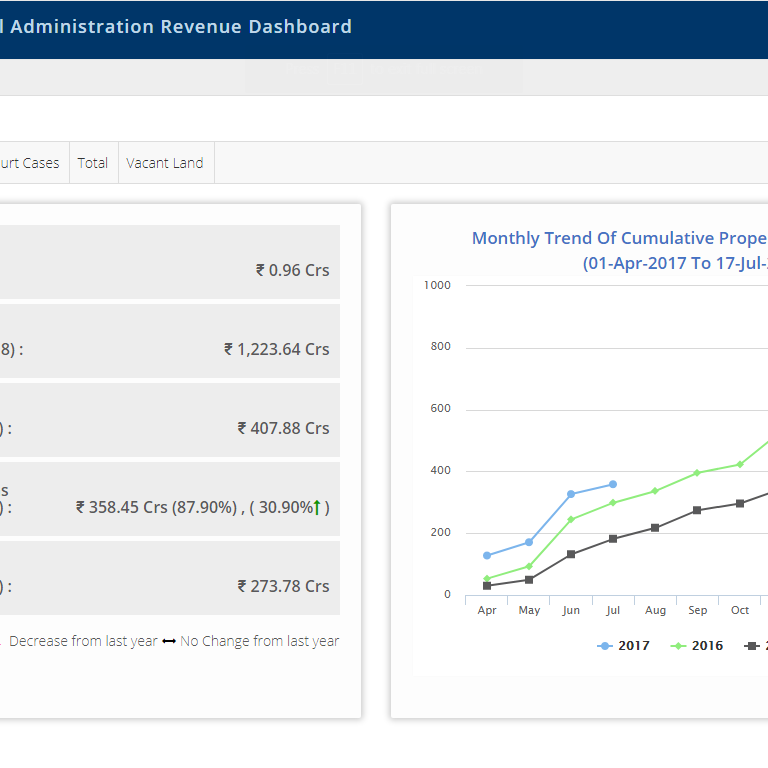 l Administration Revenue Dashboard
urt Cases Total Vacant Land
₹ 0.96 Crs
8) : ₹ 1,223.64 Crs
) : ₹ 407.88 Crs
s
) : ₹ 358.45 Crs (87.90%) , ( 30.90%↑ )
) : ₹ 273.78 Crs
Decrease from last year ↔ No Change from last year
Monthly Trend Of Cumulative Prope
(01-Apr-2017 To 17-Jul-
1000
800
600
400
200
0
Apr May Jun Jul Aug Sep Oct
2017 2016